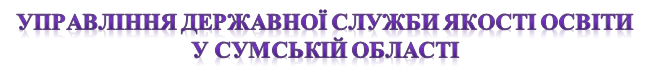 УПРАВЛІННЯ ДЕРЖАВНОЇ СЛУЖБИ ЯКОСТІ ОСВІТИ
У СУМСЬКІЙ ОБЛАСТІ